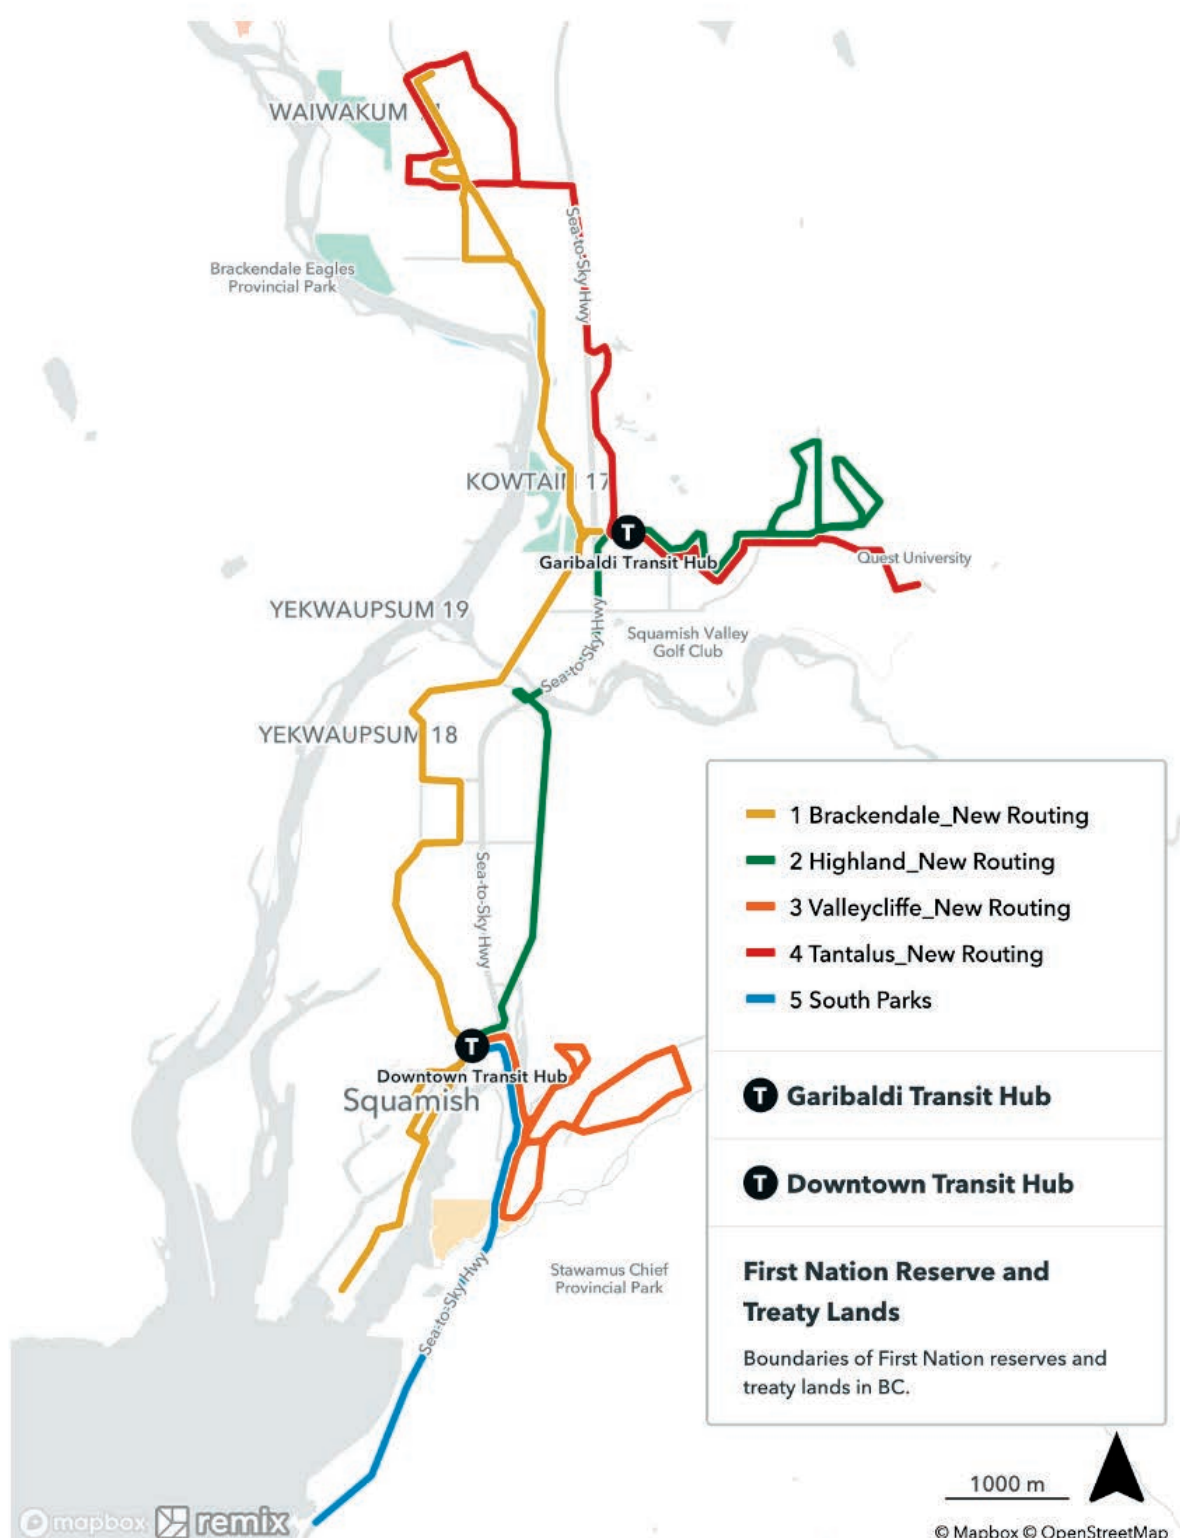 WAIWAKUM
Sea-to-Sky Hwy
Brackendale Eagles
Provincial Park
KOWTAIN 17
Garibaldi Transit Hub
Quest University
YEKWAUPSUM 19
Sea-to-Sky Hwy
Squamish Valley
Golf Club
YEKWAUPSUM 18
Sea-to-Sky Hwy
T
T
Downtown Transit Hub
Squamish
Stawamus Chief
Provincial Park
Sea-to-Sky Hwy
1 Brackendale_New Routing
2 Highland_New Routing
3 Valleycliffe_New Routing
4 Tantalus_New Routing
5 South Parks
T Garibaldi Transit Hub
T Downtown Transit Hub
First Nation Reserve and
Treaty Lands
Boundaries of First Nation reserves and
treaty lands in BC.
1000 m
mapbox remix
© Mapbox © OpenStreetMap